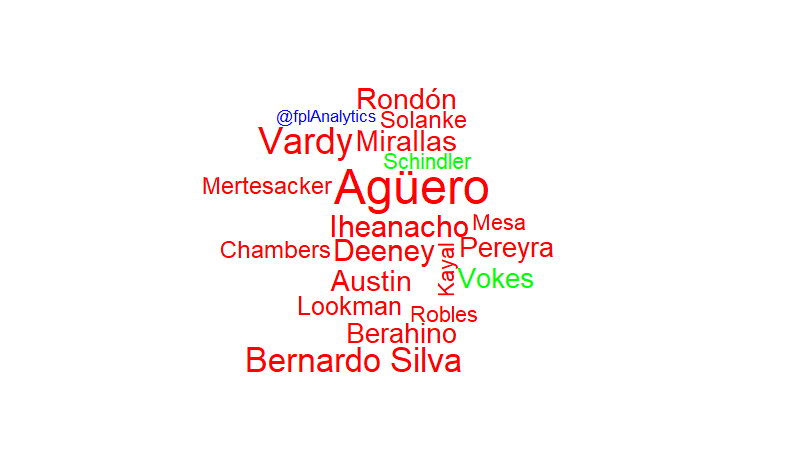 Rondón
@fplAnalytics
Solanke
Vardy
Mirallas
Schindler
Mertesacker
Agüero
Iheanacho
Mesa
Chambers
Deeney
Kayal
Pereyra
Austin
Vokes
Lookman
Robles
Berahino
Bernardo Silva